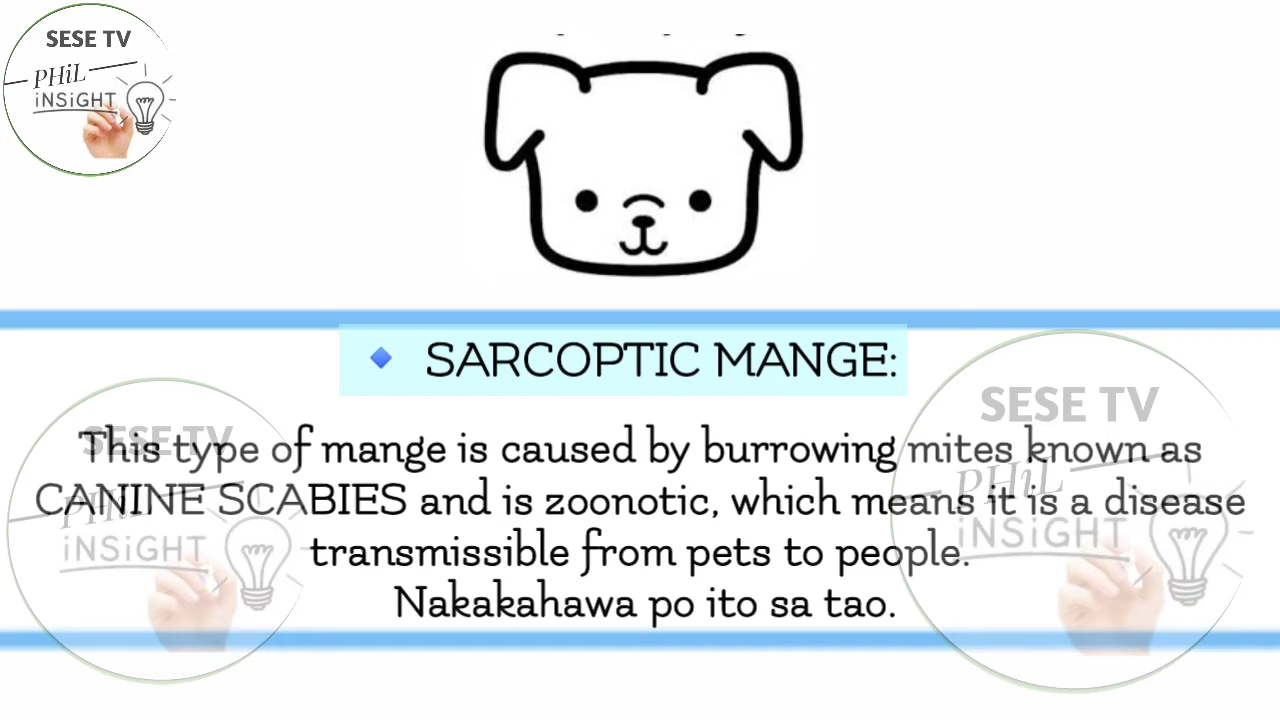 SESE TV
PHiL
iNSiGHT
🔹 SARCOPTIC MANGE:
This type of mange is caused by burrowing mites known as
CANINE SCABIES and is zoonotic, which means it is a disease
transmissible from pets to people.
Nakakahawa po ito sa tao.
SESE TV
PHiL
iNSiGHT
SESE TV
PHiL
iNSiGHT